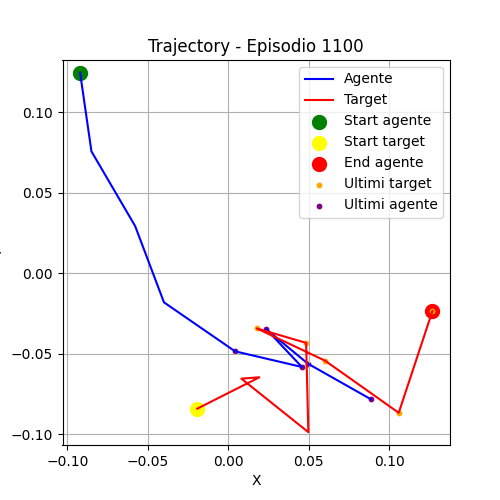 Trajectory - Episodio 1100
Agente
Target
Start agente
Start target
End agente
Ultimi target
Ultimi agente
0.10
0.05
0.00
−0.05
−0.10
−0.10
−0.05
0.00
0.05
0.10
X